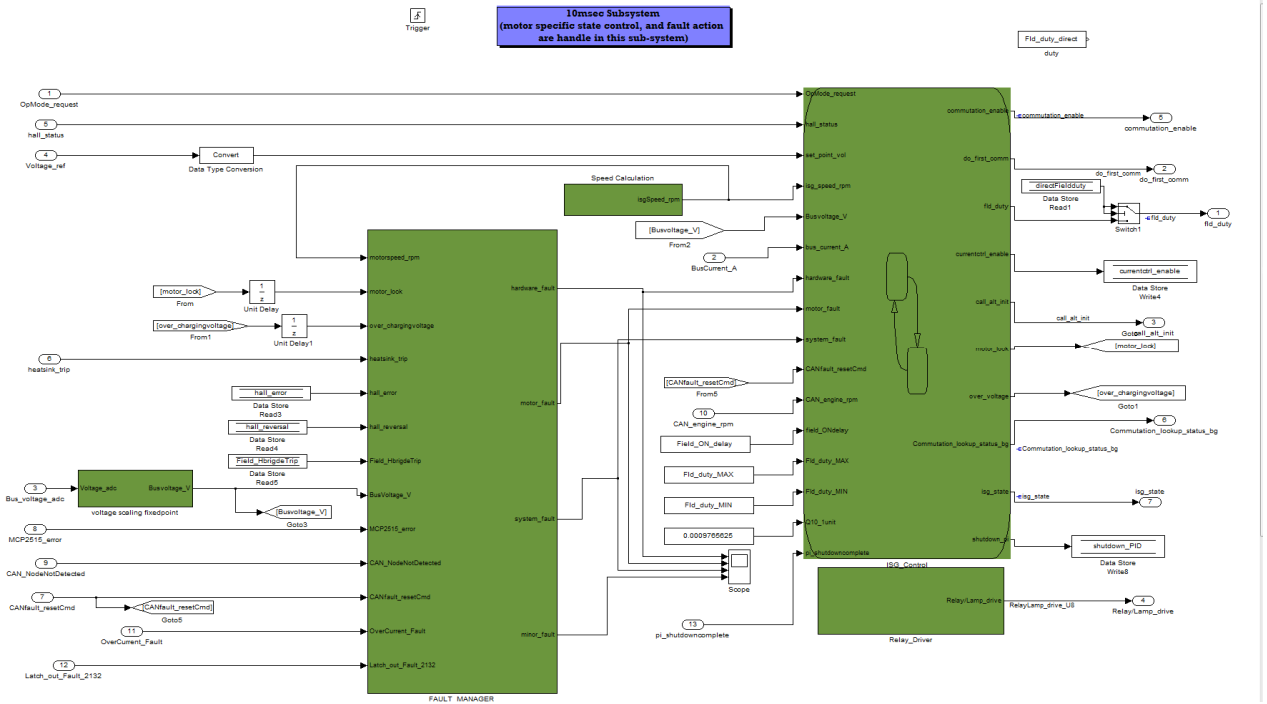 10msec Subsystem
(motor specific state control, and fault action
are handle in this sub-system)
Trigger
Fld_duty_direct
duty
1
OpMode_request
5
hall_status
4
Voltage_ref
Convert
Data Type Conversion
Speed Calculation
isgSpeed_rpm
[Busvoltage_V]
From2
2
BusCurrent_A
[motor_lock]
From
1
z
Unit Delay
[over_chargingvoltage]
From1
1
z
Unit Delay1
6
heatsink_trip
hall_error
Data Store
Read3
hall_reversal
Data Store
Read4
Field_HbrigdeTrip
Data Store
Read5
3
Bus_voltage_adc
Voltage_adc
Busvoltage_V
voltage scaling fixedpoint
[Busvoltage_V]
Goto3
8
MCP2515_error
9
CAN_NodeNotDetected
7
CANfault_resetCmd
[CANfault_resetCmd]
Goto5
11
OverCurrent_Fault
12
Latch_out_Fault_2132
motorspeed_rpm
motor_lock
over_chargingvoltage
heatsink_trip
hall_error
hall_reversal
Field_HbrigdeTrip
BusVoltage_V
MCP2515_error
CAN_NodeNotDetected
CANfault_resetCmd
OverCurrent_Fault
Latch_out_Fault_2132
hardware_fault
motor_fault
system_fault
minor_fault
FAULT MANAGER
[CANfault_resetCmd]
From5
10
CAN_engine_rpm
Field_ON_delay
Fld_duty_MAX
Fld_duty_MIN
0.0009765625
Scope
13
pi_shutdowncomplete
OpMode_request
hall_status
set_point_vol
isg_speed_rpm
Busvoltage_V
bus_current_A
hardware_fault
motor_fault
system_fault
CANfault_resetCmd
CAN_engine_rpm
field_ONdelay
Fld_duty_MAX
Fld_duty_MIN
Q10_1unit
pi_shutdowncomplete
commutation_enable
do_first_comm
fld_duty
currentctrl_enable
call_alt_init
motor_lock
over_voltage
Commutation_lookup_status_bg
isg_state
shutdown_pi
ISG_Control
commutation_enable
5
commutation_enable
do_first_comm
2
do_first_comm
directFieldduty
Data Store
Read1
Switch1
fld_duty
1
fld_duty
currentctrl_enable
Data Store
Write4
call_alt_init
3
call_alt_init
[motor_lock]
[over_chargingvoltage]
Goto1
6
Commutation_lookup_status_bg
Commutation_lookup_status_bg
isg_state
isg_state
7
shutdown_PID
Data Store
Write8
Relay/Lamp_drive
RelayLamp_drive_U8
4
Relay/Lamp_drive
Relay_Driver